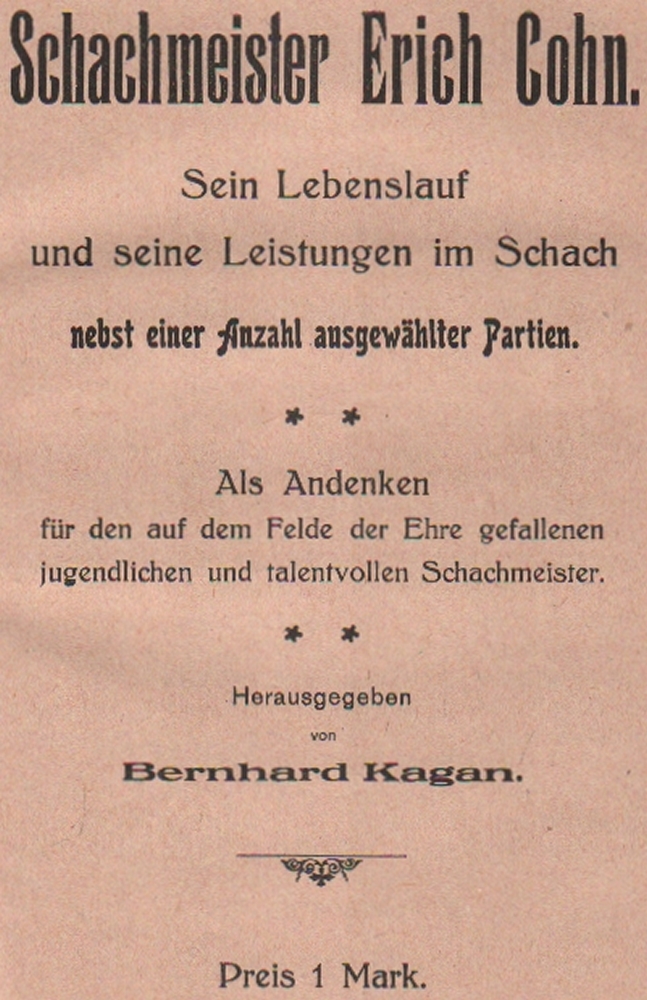 Schachmeister Erich Cohn.
Sein Lebenslauf
und seine Leistungen im Schach
nebst einer Anzahl ausgewählter Partien.
Als Andenken
für den auf dem Felde der Ehre gefallenen
jugendlichen und talentvollen Schachmeister.
Herausgegeben
von
Bernhard Kagan.
Preis 1 Mark.